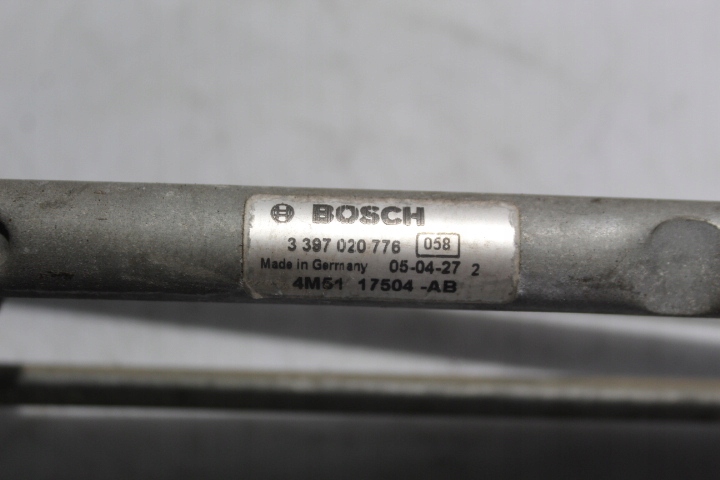 BOSCH
3 397 020 776 058
Made in Germany 05-04-27 2
4M51 17504-AB